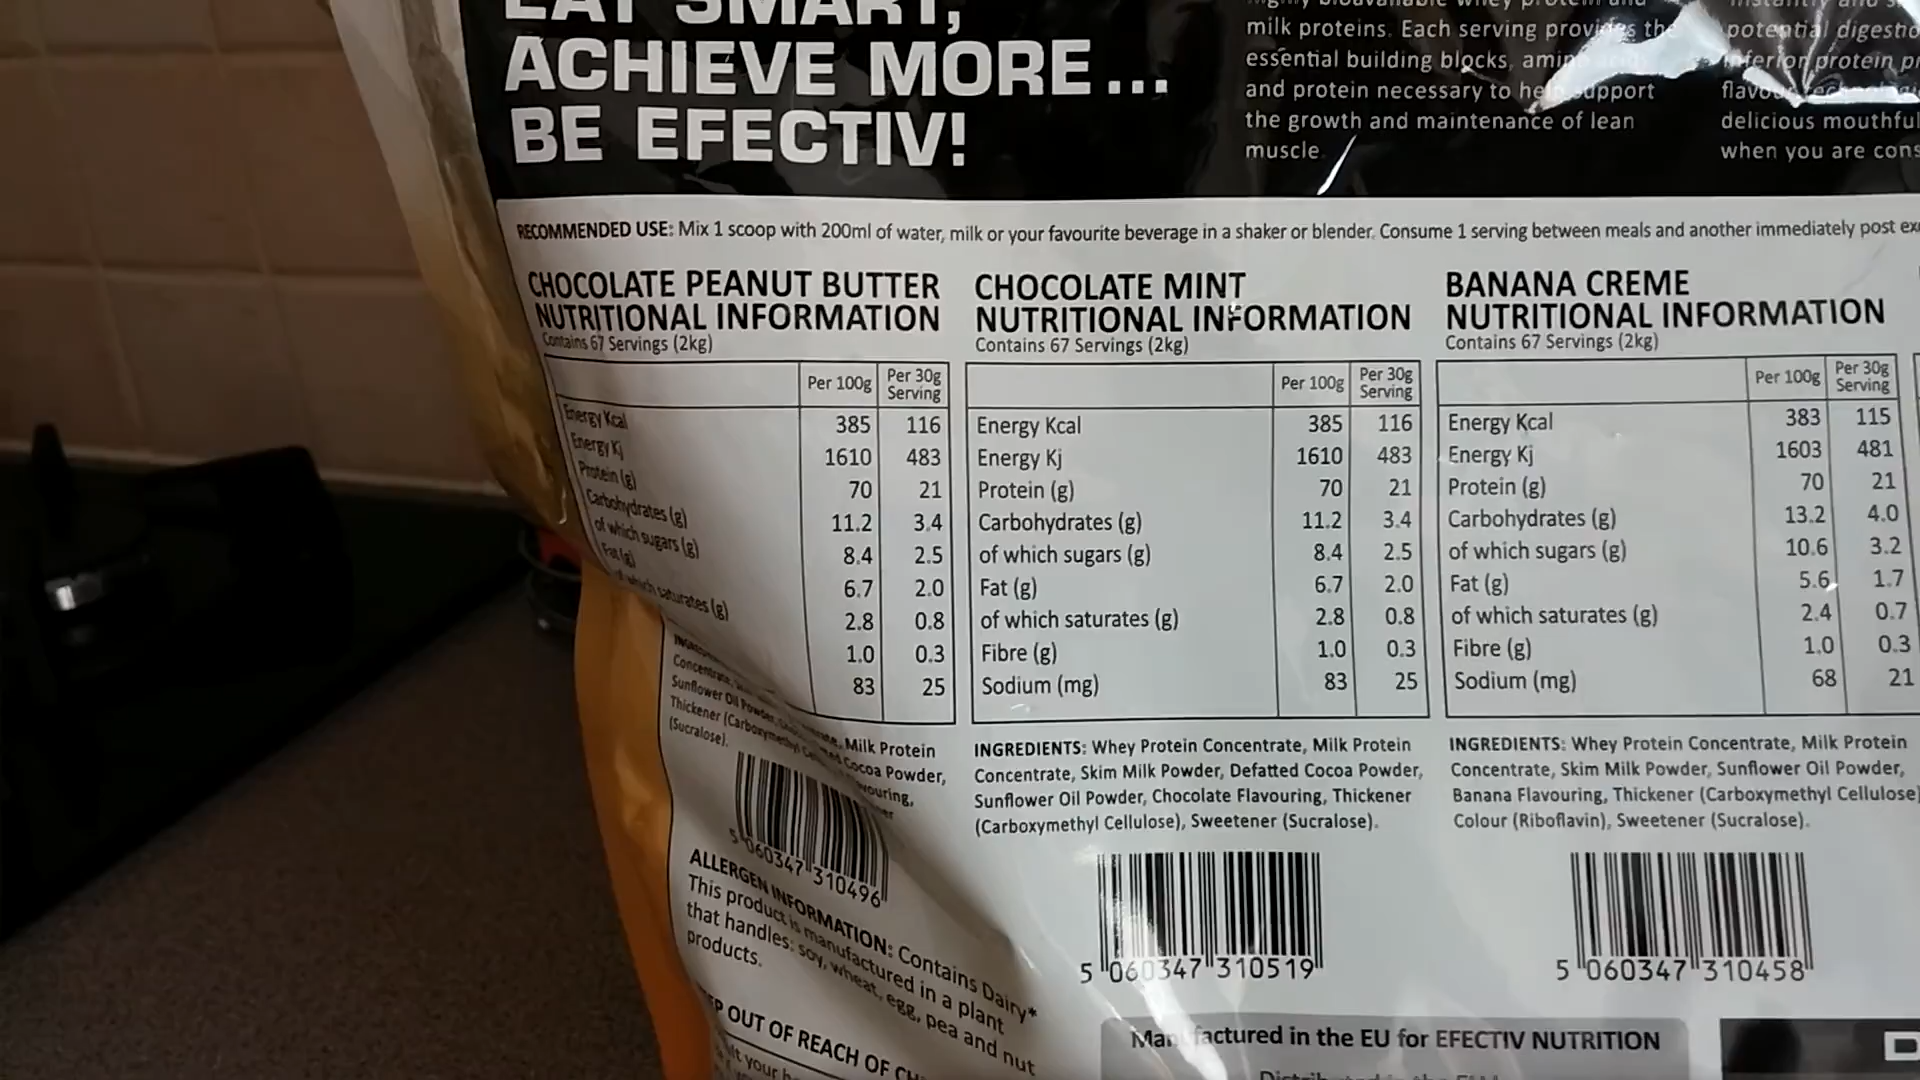 EAT SMART,
ACHIEVE MORE...
BE EFECTIV!
milk proteins. Each serving provides the
essential building blocks, amino
and protein necessary to help support
the growth and maintenance of lean
muscle.
potential
inferior protein
flavour
delicious mouthful
when you are
RECOMMENDED USE: Mix 1 scoop with 200ml of water, milk or your favourite beverage in a shaker or blender. Consume 1 serving between meals and another immediately post
CHOCOLATE PEANUT BUTTER
NUTRITIONAL INFORMATION
Contains 67 Servings (2kg)
Per 100g Per 30g Serving
Energy Kcal 385 116
Energy Kj 1610 483
Protein (g) 70 21
Carbohydrates (g) 11.2 3.4
of which sugars (g) 8.4 2.5
Fat (g) 6.7 2.0
of which saturates (g) 2.8 0.8
1.0 0.3
83 25
Concentrate, Milk Protein
Sunflower Oil Powder, Cocoa Powder,
Thickener (Carboxymethyl
(Sucralose).
5 060347 310496
ALLERGEN INFORMATION: Contains Dairy*
This product is manufactured in a plant
that handles: soy, wheat, egg, pea and nut
products.
OUT OF REACH OF
CHOCOLATE MINT
NUTRITIONAL INFORMATION
Contains 67 Servings (2kg)
Per 100g Per 30g Serving
Energy Kcal 385 116
Energy Kj 1610 483
Protein (g) 70 21
Carbohydrates (g) 11.2 3.4
of which sugars (g) 8.4 2.5
Fat (g) 6.7 2.0
of which saturates (g) 2.8 0.8
Fibre (g) 1.0 0.3
Sodium (mg) 83 25
INGREDIENTS: Whey Protein Concentrate, Milk Protein
Concentrate, Skim Milk Powder, Defatted Cocoa Powder,
Sunflower Oil Powder, Chocolate Flavouring, Thickener
(Carboxymethyl Cellulose), Sweetener (Sucralose).
5 060347 310519
BANANA CREME
NUTRITIONAL INFORMATION
Contains 67 Servings (2kg)
Per 100g Per 30g Serving
Energy Kcal 383 115
Energy Kj 1603 481
Protein (g) 70 21
Carbohydrates (g) 13.2 4.0
of which sugars (g) 10.6 3.2
Fat (g) 5.6 1.7
of which saturates (g) 2.4 0.7
Fibre (g) 1.0 0.3
Sodium (mg) 68 21
INGREDIENTS: Whey Protein Concentrate, Milk Protein
Concentrate, Skim Milk Powder, Sunflower Oil Powder,
Banana Flavouring, Thickener (Carboxymethyl Cellulose)
Colour (Riboflavin), Sweetener (Sucralose).
5 060347 310458
Manufactured in the EU for EFECTIV NUTRITION